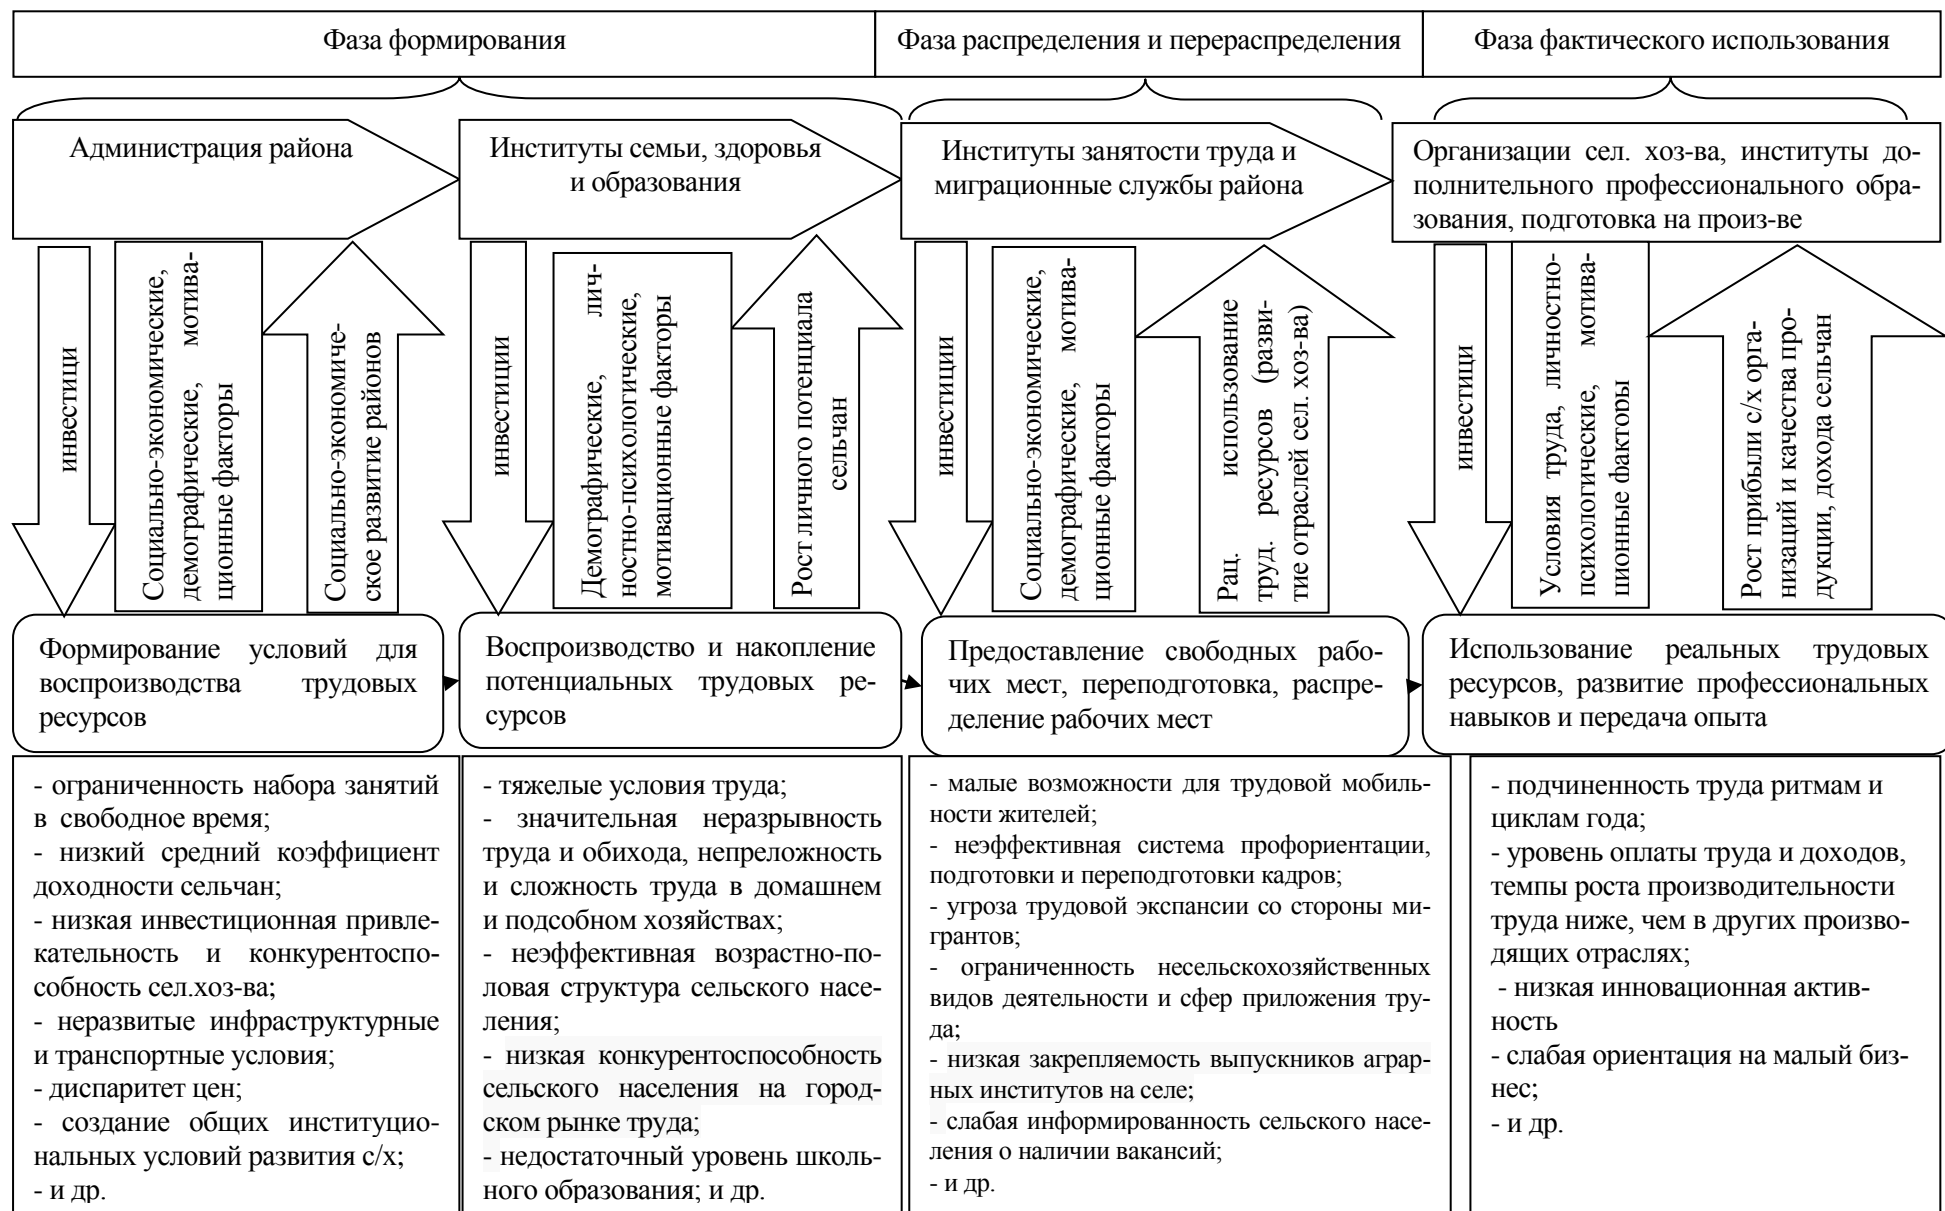 Фаза формирования
Фаза распределения и перераспределения
Фаза фактического использования
Администрация района
Институты семьи, здоровья
и образования
Институты занятости труда и
миграционные службы района
Организации сел. хоз-ва, институты до-
полнительного профессионального обра-
зования, подготовка на произ-ве
инвестици
Социально-экономические,
демографические, мотива-
ционные факторы
Социально-экономиче-
ское развитие районов
инвестиции
Демографические, лич-
ностно-психологические,
мотивационные факторы
Рост личного потенциала
сельчан
инвестици
Социально-экономические,
демографические, мотива-
ционные факторы
Рац. использование
труд. ресурсов (разви-
тие отраслей сел. хоз-ва)
инвестици
Условия труда, личностно-
психологические, мотива-
ционные факторы
Рост прибыли с/х орга-
низаций и качества про-
дукции, дохода сельчан
Формирование условий для
воспроизводства трудовых
ресурсов
Воспроизводство и накопление
потенциальных трудовых ре-
сурсов
Предоставление свободных рабо-
чих мест, переподготовка, распре-
деление рабочих мест
Использование реальных трудовых
ресурсов, развитие профессиональных
навыков и передача опыта
- ограниченность набора занятий
в свободное время;
- низкий средний коэффициент
доходности сельчан;
- низкая инвестиционная привле-
кательность и конкурентоспо-
собность сел.хоз-ва;
- неразвитые инфраструктурные
и транспортные условия;
- диспаритет цен;
- создание общих институцио-
нальных условий развития с/х;
- и др.
- тяжелые условия труда;
- значительная неразрывность
труда и обихода, непреложность
и сложность труда в домашнем
и подсобном хозяйствах;
- неэффективная возрастно-по-
ловая структура сельского насе-
ления;
- низкая конкурентоспособность
сельского населения на город-
ском рынке труда;
- недостаточный уровень школь-
ного образования; и др.
- малые возможности для трудовой мобиль-
ности жителей;
- неэффективная система профориентации,
подготовки и переподготовки кадров;
- угроза трудовой экспансии со стороны ми-
грантов;
- ограниченность несельскохозяйственных
видов деятельности и сфер приложения тру-
да;
- низкая закрепляемость выпускников аграр-
ных институтов на селе;
- слабая информированность сельского насе-
ления о наличии вакансий;
- и др.
- подчиненность труда ритмам и
циклам года;
- уровень оплаты труда и доходов,
темпы роста производительности
труда ниже, чем в других произво-
дящих отраслях;
- низкая инновационная актив-
ность
- слабая ориентация на малый биз-
нес;
- и др.